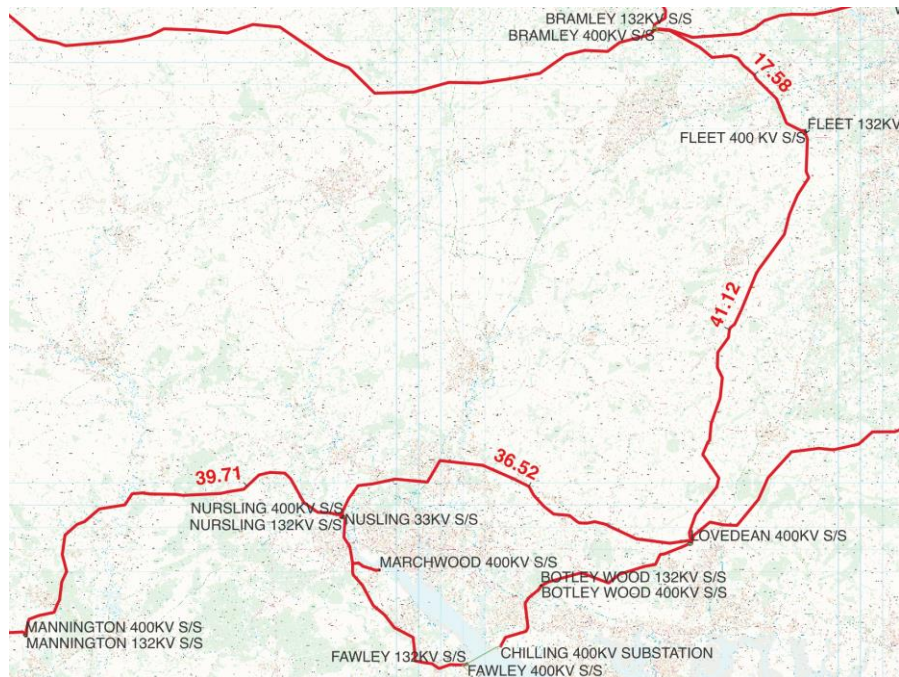 BRAMLEY 132KV S/S
BRAMLEY 400KV S/S
17.58
FLEET 132KV
FLEET 400 KV S/S
41.12
36.52
39.71
NURSLING 400KV S/S
NUSLING 33KV S/S
NURSLING 132KV S/S
LOVEDEAN 400KV S/S
MARCHWOOD 400KV S/S
BOTLEY WOOD 132KV S/S
BOTLEY WOOD 400KV S/S
MANNINGTON 400KV S/S
MANNINGTON 132KV S/S
CHILLING 400KV SUBSTATION
FAWLEY 132KV S/S
FAWLEY 400KV S/S